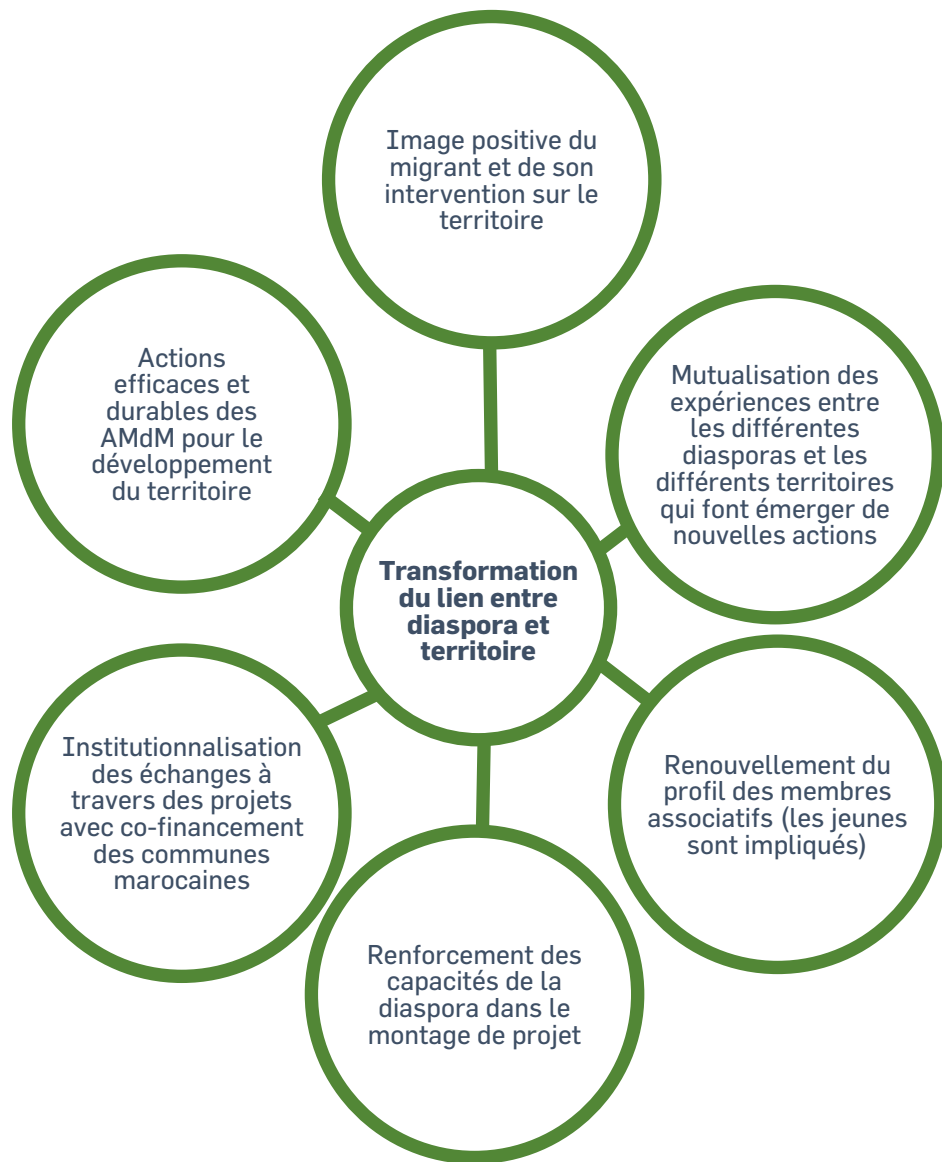 Image positive du
migrant et de son
intervention sur le
territoire
Actions
efficaces et
durables des
AMdM pour le
développement
du territoire
Mutualisation des
expériences entre
les différentes
diasporas et les
différents territoires
qui font émerger de
nouvelles actions
Transformation
du lien entre
diaspora et
territoire
Institutionnalisation
des échanges à
travers des projets
avec co-financement
des communes
marocaines
Renouvellement du
profil des membres
associatifs (les jeunes
sont impliqués)
Renforcement des
capacités de la
diaspora dans le
montage de projet